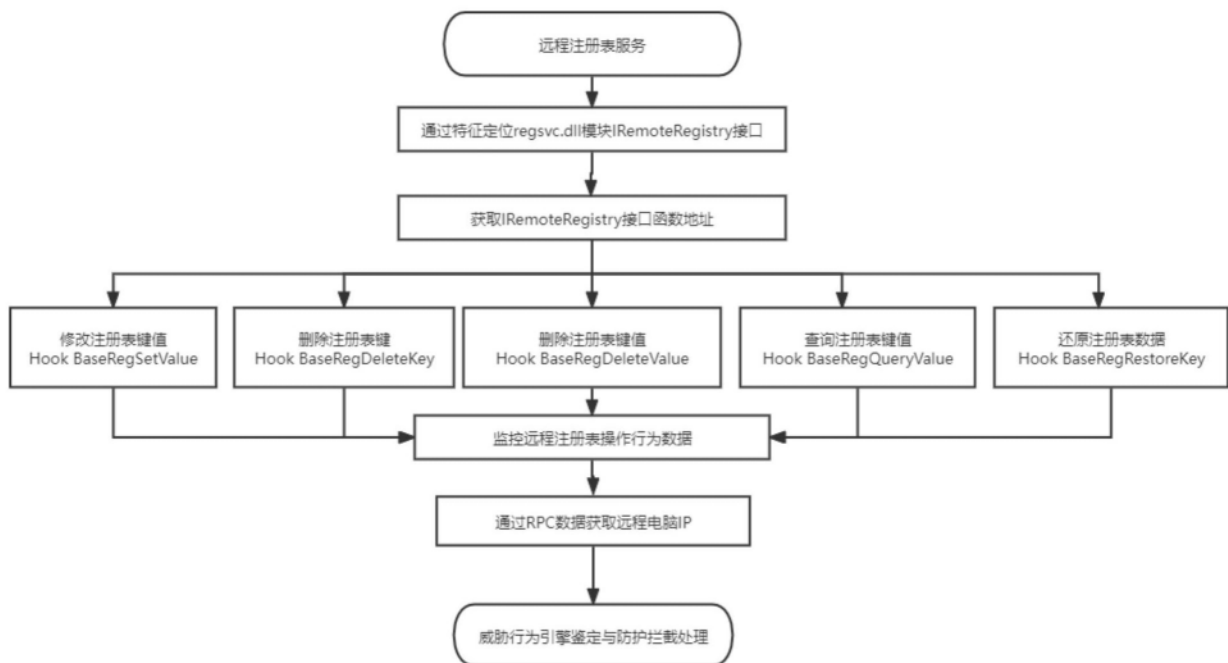 远程注册表服务
通过特征定位regsvc.dll模块IRemoteRegistry接口
获取IRemoteRegistry接口函数地址
修改注册表键值
Hook BaseRegSetValue
删除注册表键
Hook BaseRegDeleteKey
删除注册表键值
Hook BaseRegDeleteValue
查询注册表键值
Hook BaseRegQueryValue
还原注册表数据
Hook BaseRegRestoreKey
监控远程注册表操作行为数据
通过RPC数据获取远程电脑IP
威胁行为引擎鉴定与防护拦截处理